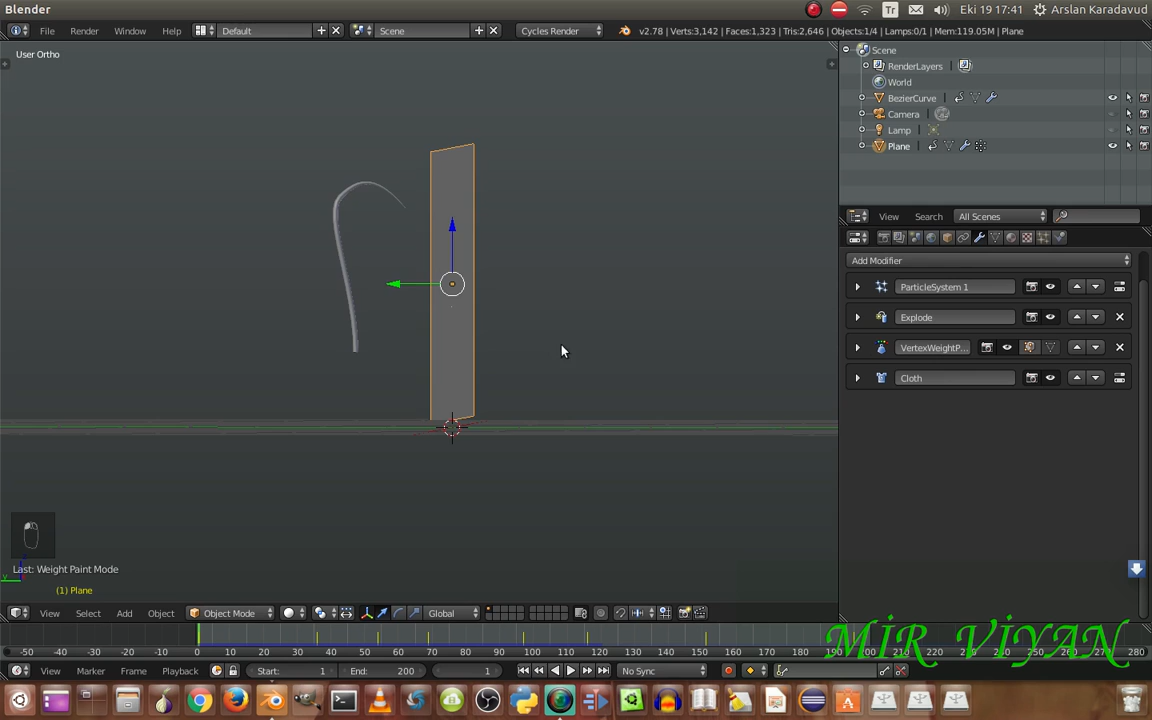 Blender
Tr
Eki 19 17:41
Arslan Karadavud
File Render Window Help
Default
Scene
Cycles Render
v2.78 | Verts:3,142 | Faces:1,323 | Tris:2,646 | Objects:1/4 | Lamps:0/1 | Mem:119.05M | Plane
User Ortho
Scene
RenderLayers
World
BezierCurve
Camera
Lamp
Plane
View Search All Scenes
Add Modifier
ParticleSystem 1
Explode
VertexWeightP...
Cloth
Last: Weight Paint Mode
(1) Plane
View Select Add Object Object Mode Global
MİR VİYAN
-50 -40 -30 -20 -10 0 10 20 30 40 50 60 70 80 90 100 110 120 130 140 150 160 170 180 190 200 210 220 230 240 250 260 270 280
View Marker Frame Playback Start: 1 End: 200 1 No Sync